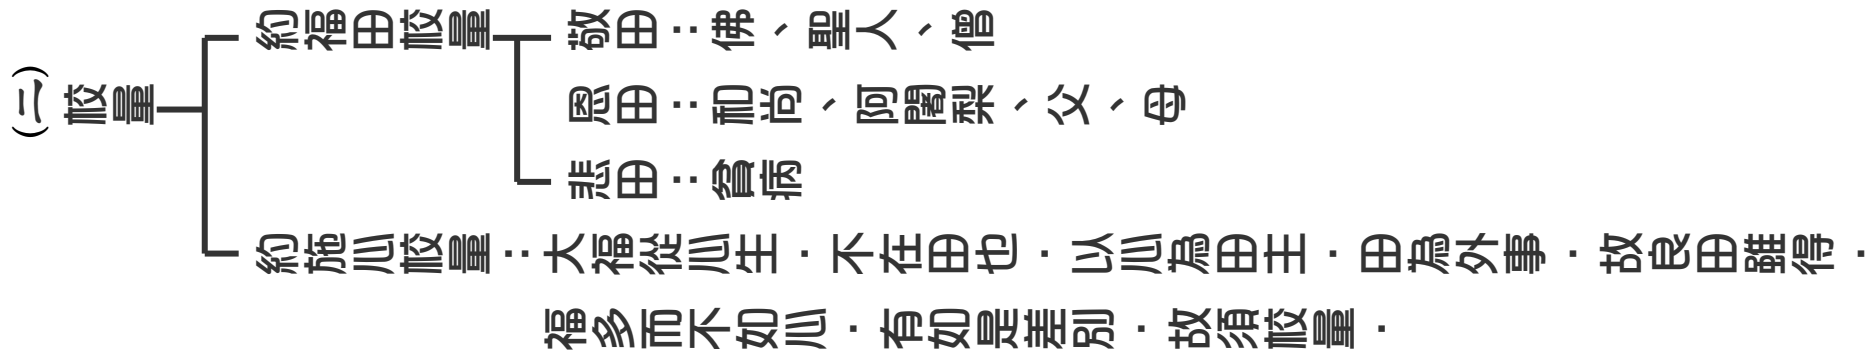 (二)校量
約福田校量
敬田：佛、聖人、僧
恩田：和尚、阿闍梨、父、母
悲田：貧病
約施心校量：大福從心生．不在田也．以心為田主．田為外事．故良田雖得．
福多而不如心．有如是差別．故須校量．